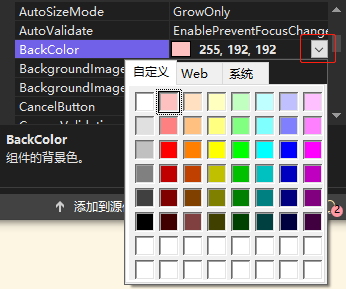 AutoSizeMode GrowOnly
AutoValidate EnablePreventFocusChange
BackColor 255, 192, 192
BackgroundImage
BackgroundImage
CancelButton
自定义 Web 系统
BackColor
组件的背景色。
添加到源
2